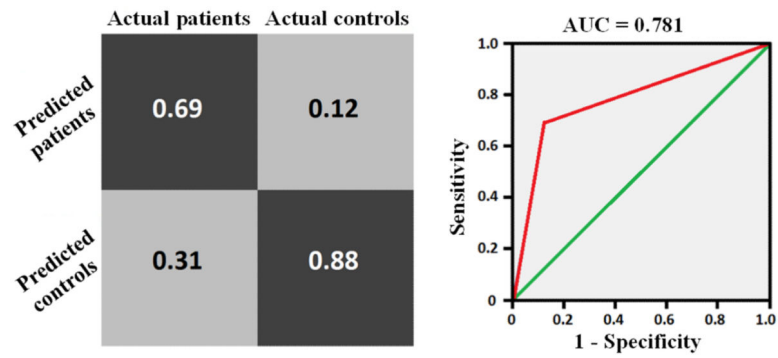 Actual patients Actual controls
Predicted
patients
0.69 0.12
Predicted
controls
0.31 0.88
AUC = 0.781
Sensitivity
1.0
0.8
0.6
0.4
0.2
0
0 0.2 0.4 0.6 0.8 1.0
1 - Specificity